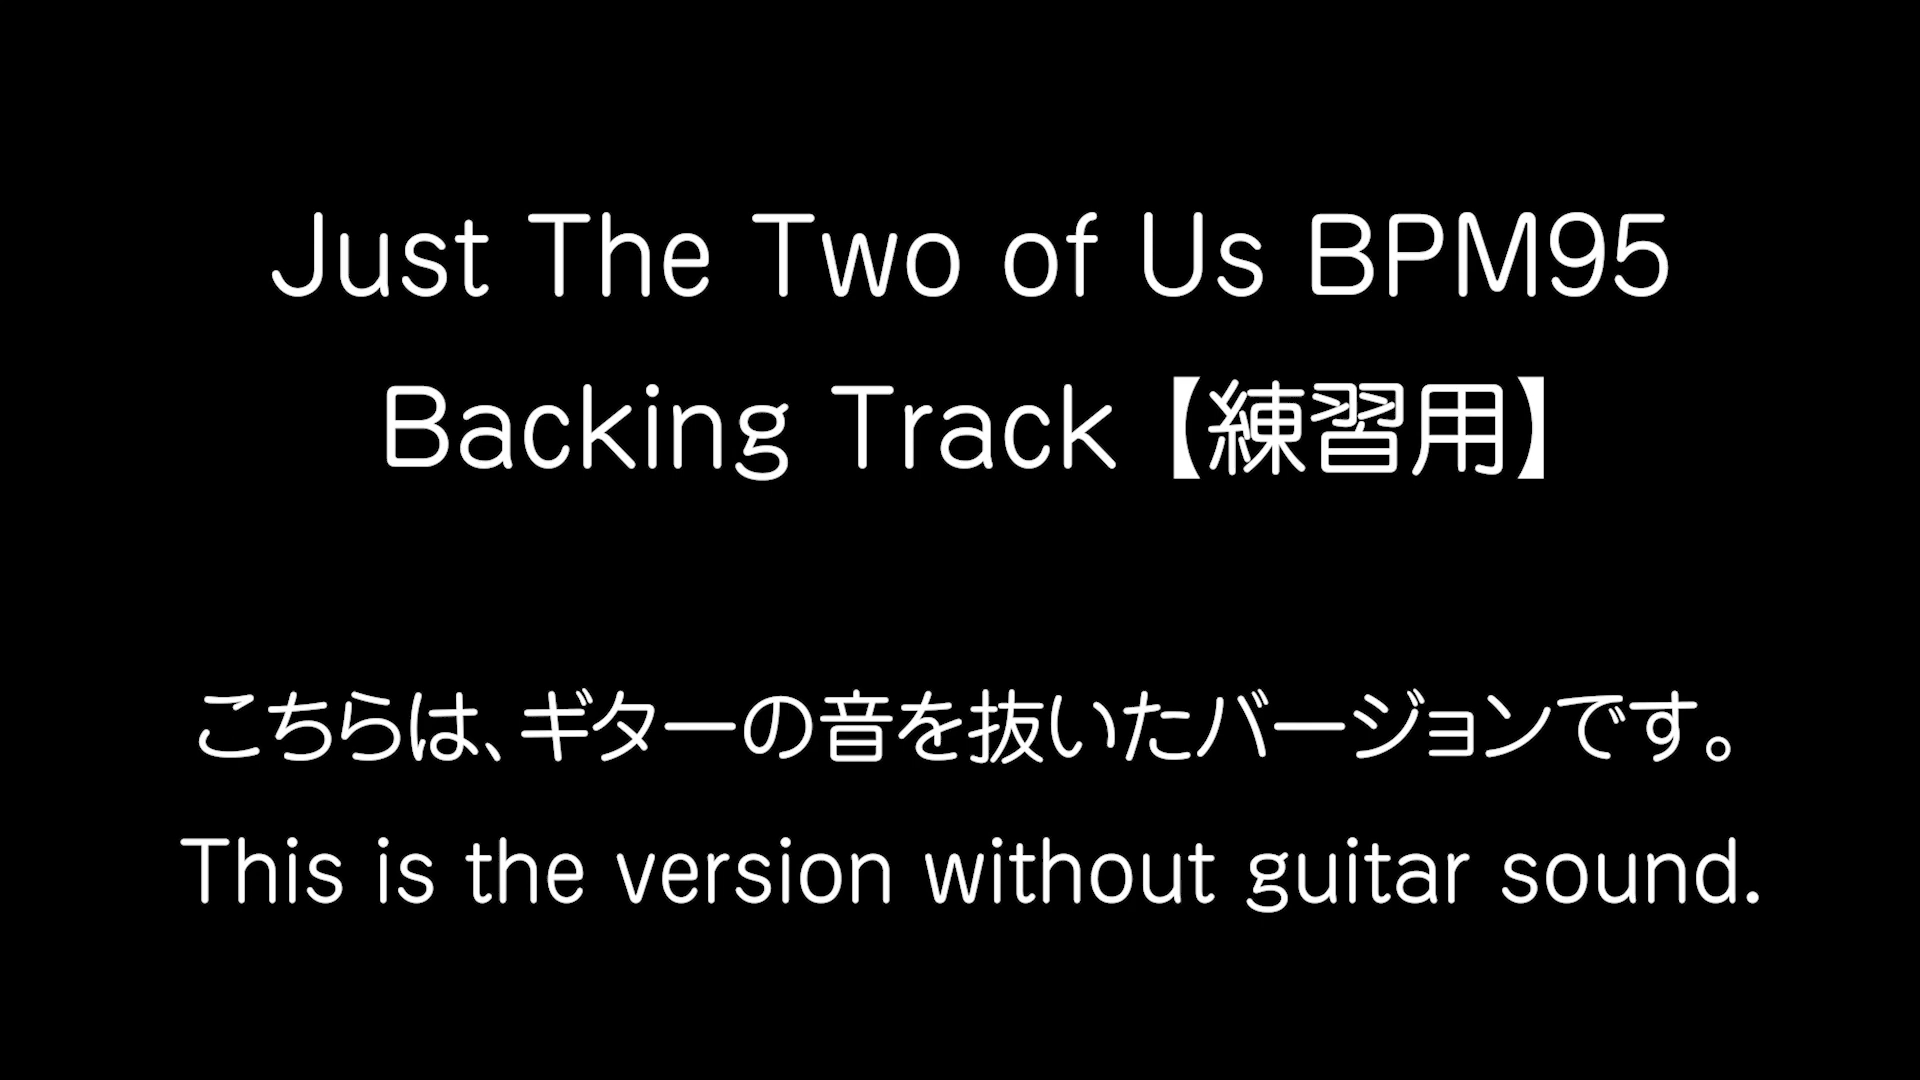 Just The Two of Us BPM95
Backing Track【練習用】
こちらは、ギターの音を抜いたバージョンです。
This is the version without guitar sound.